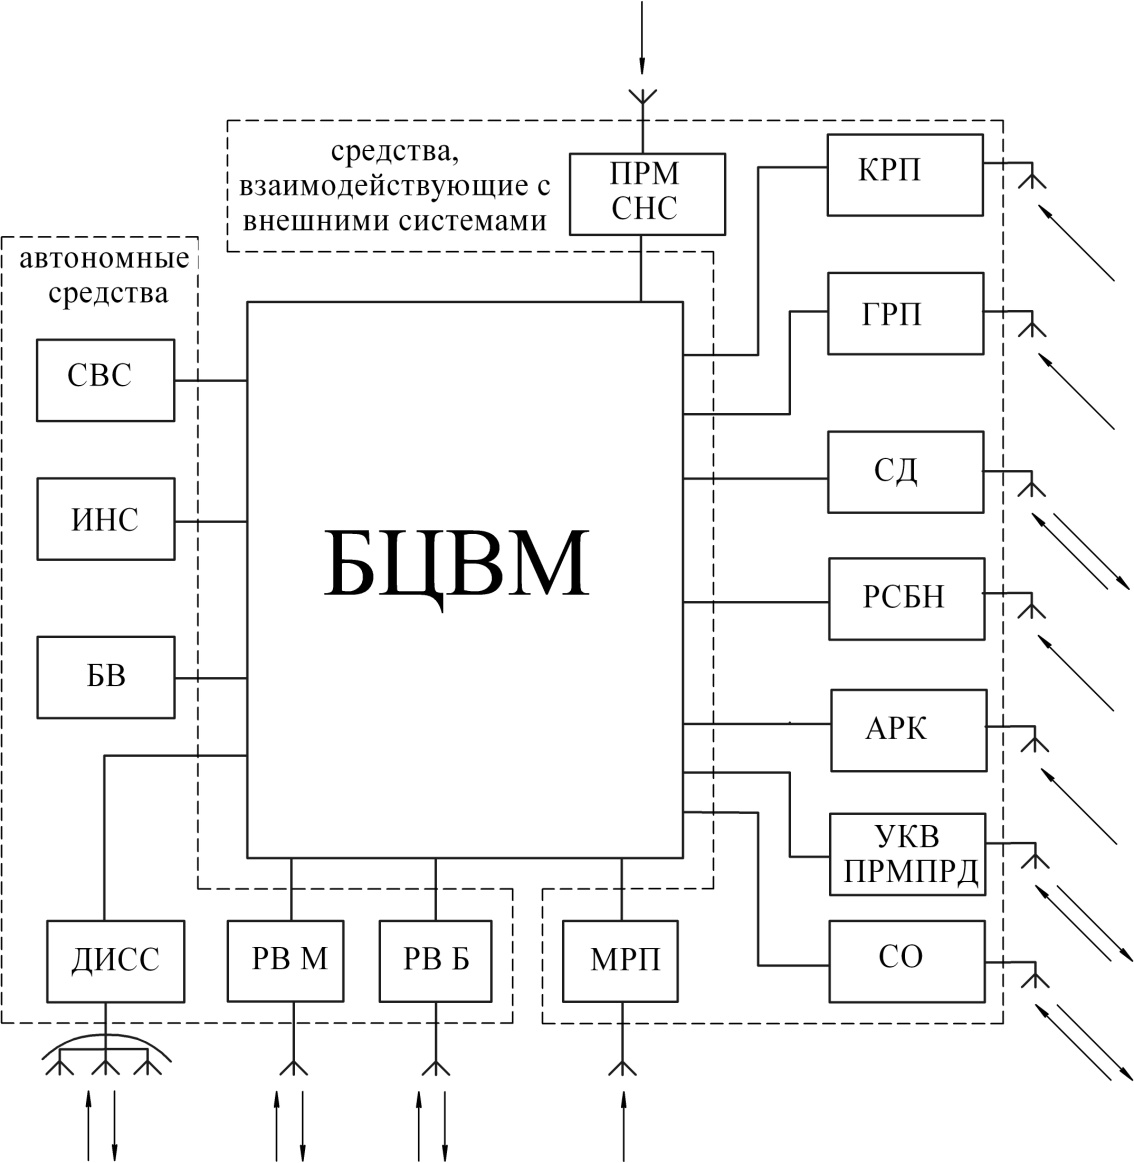 средства,
взаимодействующие с
внешними системами
ПРМ
СНС
КРП
автономные
средства
ГРП
СВС
СД
ИНС
БЦВМ
РСБН
БВ
АРК
УКВ
ПРМПРД
ДИСС
РВ М
РВ Б
МРП
СО